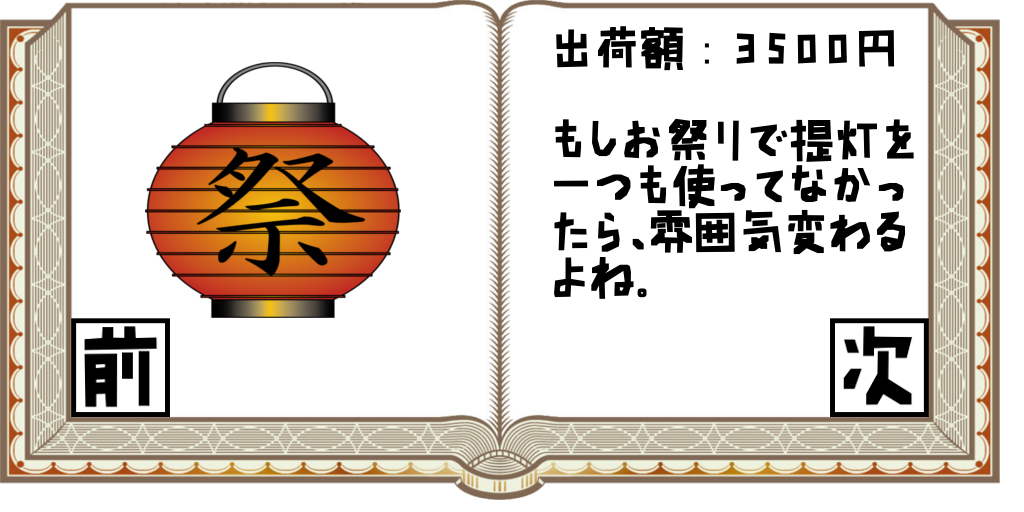 祭
前
出荷額：3500円
もしお祭りで提灯を
一つも使ってなかっ
たら､雰囲気変わる
よね。
次